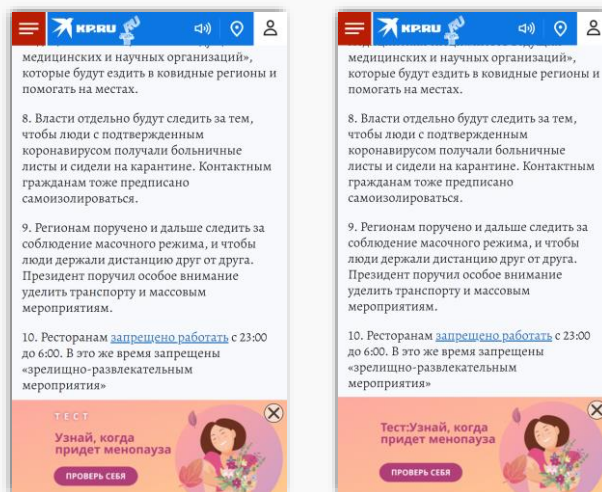 KP.RU
медицинских и научных организаций»,
которые будут ездить в ковидные регионы и
помогать на местах.
8. Власти отдельно будут следить за тем,
чтобы люди с подтвержденным
коронавирусом получали больничные
листы и сидели на карантине. Контактным
гражданам тоже предписано
самоизолироваться.
9. Регионам поручено и дальше следить за
соблюдение масочного режима, и чтобы
люди держали дистанцию друг от друга.
Президент поручил особое внимание
уделить транспорту и массовым
мероприятиям.
10. Ресторанам запрещено работать с 23:00
до 6:00. В это же время запрещены
«зрелищно-развлекательным
мероприятия»
ТЕСТ
Узнай, когда
придет менопауза
ПРОВЕРЬ СЕБЯ
KP.RU
медицинских и научных организаций»,
которые будут ездить в ковидные регионы и
помогать на местах.
8. Власти отдельно будут следить за тем,
чтобы люди с подтвержденным
коронавирусом получали больничные
листы и сидели на карантине. Контактным
гражданам тоже предписано
самоизолироваться.
9. Регионам поручено и дальше следить за
соблюдение масочного режима, и чтобы
люди держали дистанцию друг от друга.
Президент поручил особое внимание
уделить транспорту и массовым
мероприятиям.
10. Ресторанам запрещено работать с 23:00
до 6:00. В это же время запрещены
«зрелищно-развлекательным
мероприятия»
Тест:Узнай, когда
придет менопауза
ПРОВЕРЬ СЕБЯ